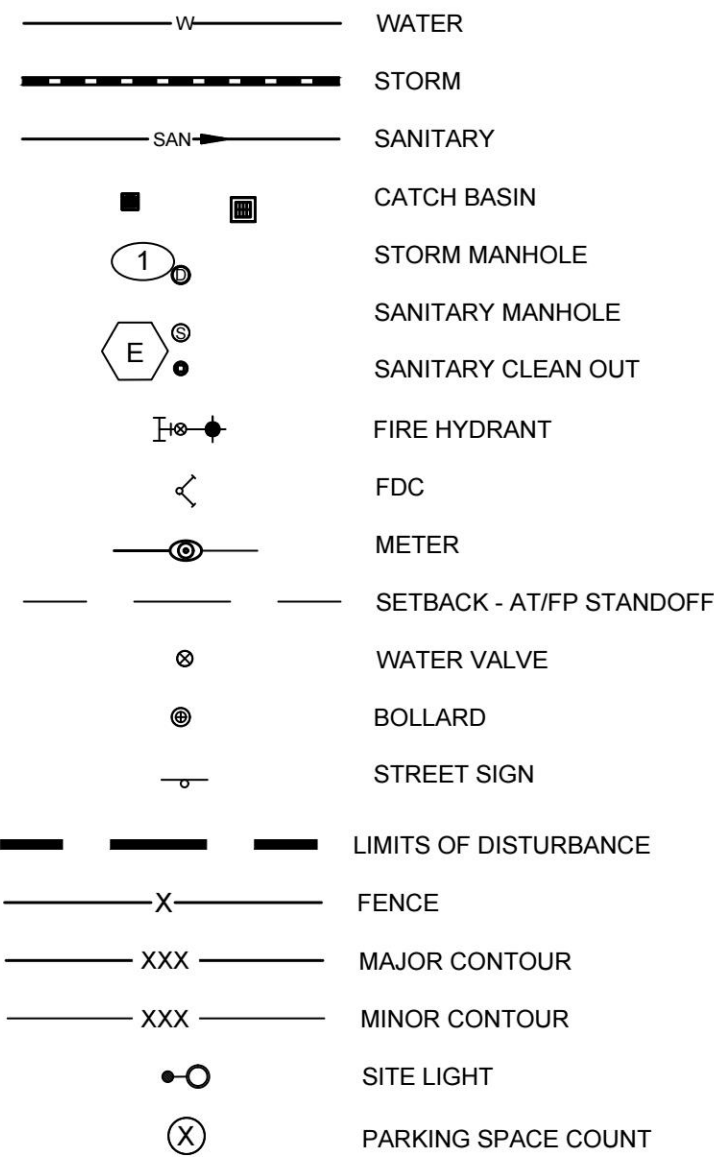 W WATER
STORM
SAN SANITARY
CATCH BASIN
1 D STORM MANHOLE
S SANITARY MANHOLE
E SANITARY CLEAN OUT
FIRE HYDRANT
FDC
METER
SETBACK - AT/FP STANDOFF
WATER VALVE
BOLLARD
STREET SIGN
LIMITS OF DISTURBANCE
X FENCE
XXX MAJOR CONTOUR
XXX MINOR CONTOUR
SITE LIGHT
X PARKING SPACE COUNT